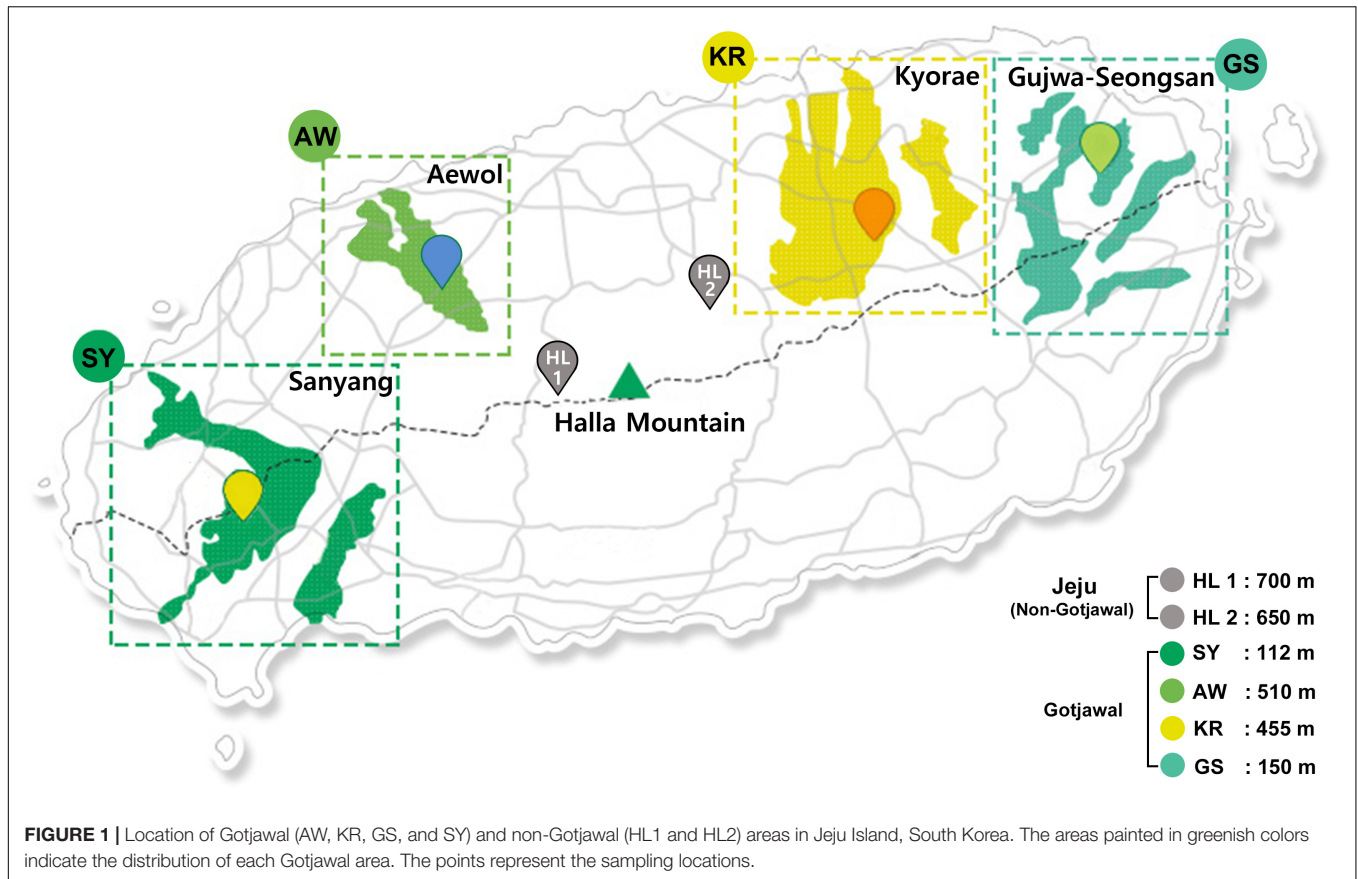 KR
Kyorae
Gujwa-Seongsan
GS
AW
Aewol
HL
2
SY
Sanyang
HL
1
Halla Mountain
Jeju
(Non-Gotjawal)
HL 1 : 700 m
HL 2 : 650 m
Gotjawal
SY : 112 m
AW : 510 m
KR : 455 m
GS : 150 m
FIGURE 1 | Location of Gotjawal (AW, KR, GS, and SY) and non-Gotjawal (HL1 and HL2) areas in Jeju Island, South Korea. The areas painted in greenish colors
indicate the distribution of each Gotjawal area. The points represent the sampling locations.